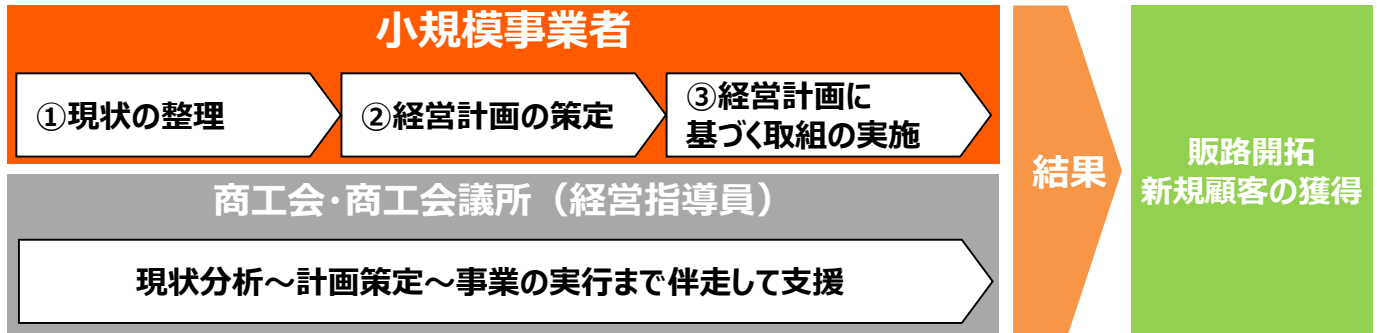 小規模事業者
①現状の整理
②経営計画の策定
③経営計画に
基づく取組の実施
商工会・商工会議所（経営指導員）
現状分析～計画策定～事業の実行まで伴走して支援
結果
販路開拓
新規顧客の獲得